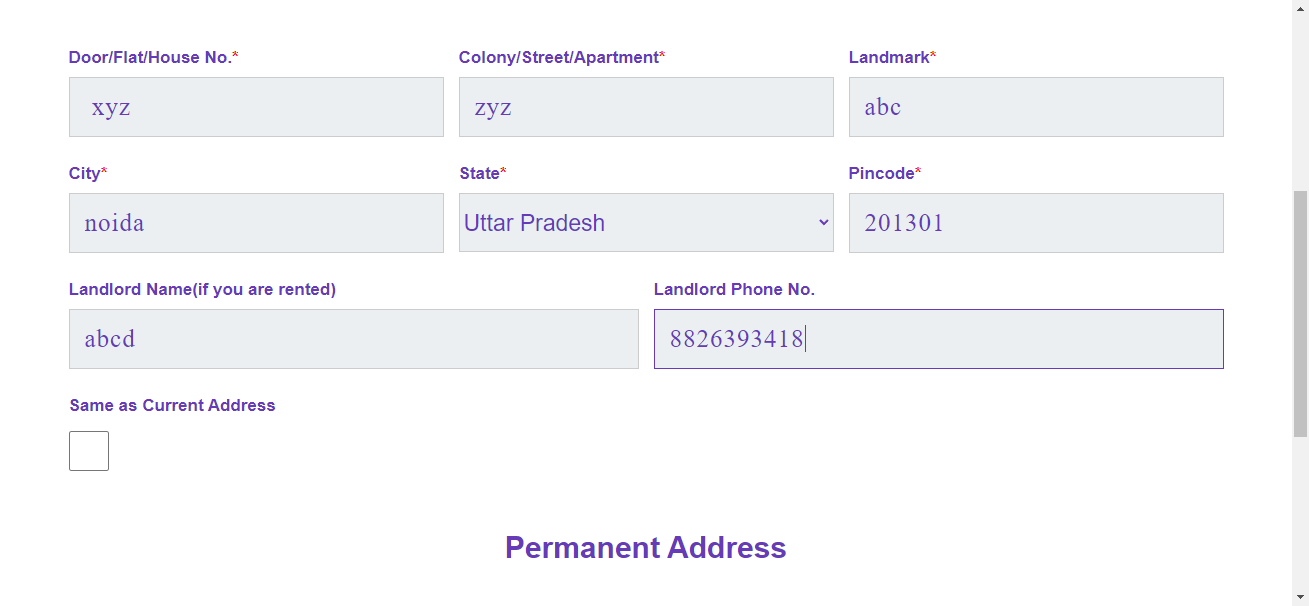 Door/Flat/House No.* Colony/Street/Apartment* Landmark*
xyz zyz abc
City* State* Pincode*
noida Uttar Pradesh 201301
Landlord Name(if you are rented) Landlord Phone No.
abcd 8826393418
Same as Current Address
Permanent Address